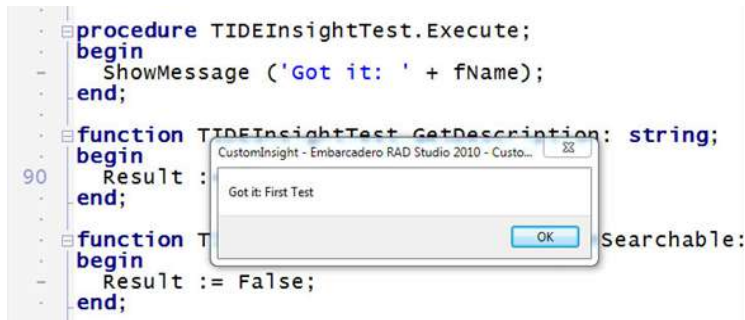 procedure TIDEInsightTest.Execute;
begin
ShowMessage ('Got it: ' + fName);
end;
function TIDEInsightTest.GetDescription: string;
begin
CustomInsight - Embarcadero RAD Studio 2010 - Custo...
90 Result :
Got it: First Test
end;
OK
function T
Searchable:
begin
Result := False;
end;